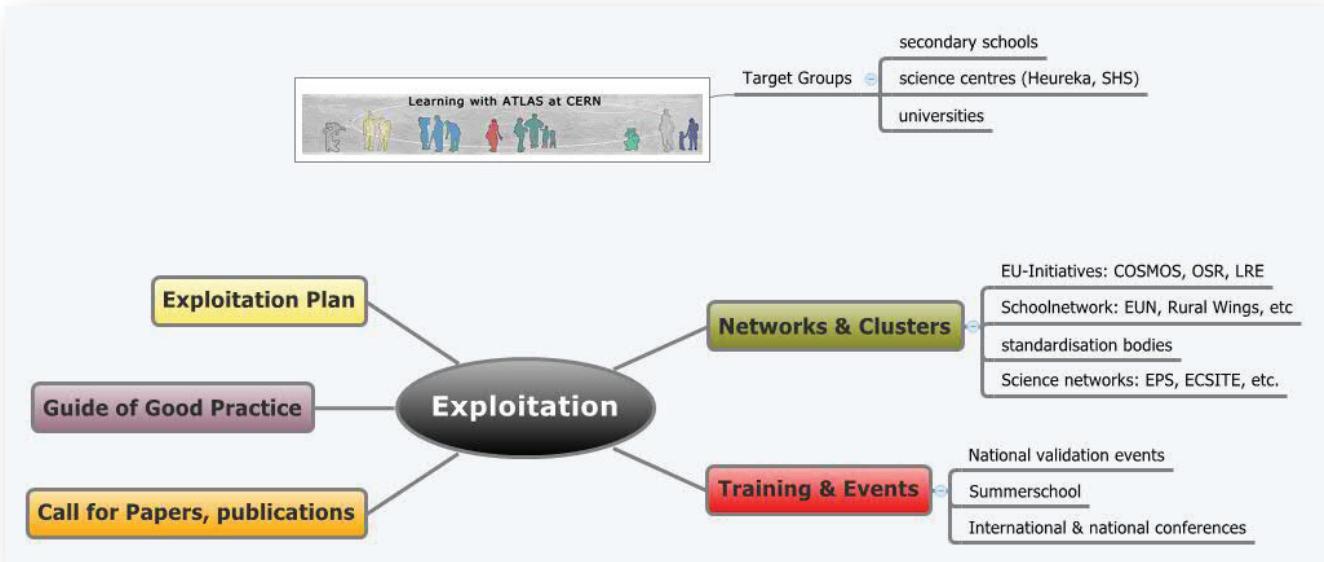 secondary schools
Learning with ATLAS at CERN
Target Groups
science centres (Heureka, SHS)
universities
Exploitation Plan
Guide of Good Practice
Call for Papers, publications
Exploitation
Networks & Clusters
EU-Initiatives: COSMOS, OSR, LRE
Schoolnetwork: EUN, Rural Wings, etc
standardisation bodies
Science networks: EPS, ECSITE, etc.
Training & Events
National validation events
Summerschool
International & national conferences